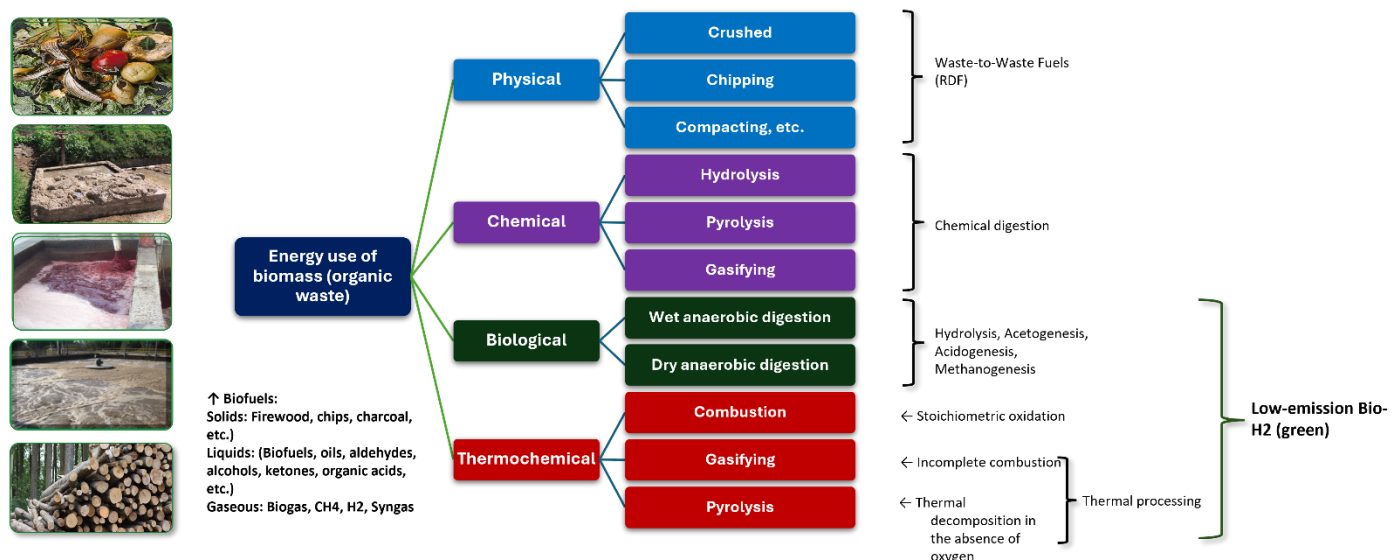 Energy use of
biomass (organic
waste)
Physical
Chemical
Biological
Thermochemical
Crushed
Chipping
Compacting, etc.
Hydrolysis
Pyrolysis
Gasifying
Wet anaerobic digestion
Dry anaerobic digestion
Combustion
Gasifying
Pyrolysis
Waste-to-Waste Fuels
(RDF)
Chemical digestion
Hydrolysis, Acetogenesis,
Acidogenesis,
Methanogenesis
← Stoichiometric oxidation
← Incomplete combustion
← Thermal
decomposition in
the absence of
oxygen
Thermal processing
Low-emission Bio-
H2 (green)
↑ Biofuels:
Solids: Firewood, chips, charcoal,
etc.)
Liquids: (Biofuels, oils, aldehydes,
alcohols, ketones, organic acids,
etc.)
Gaseous: Biogas, CH4, H2, Syngas